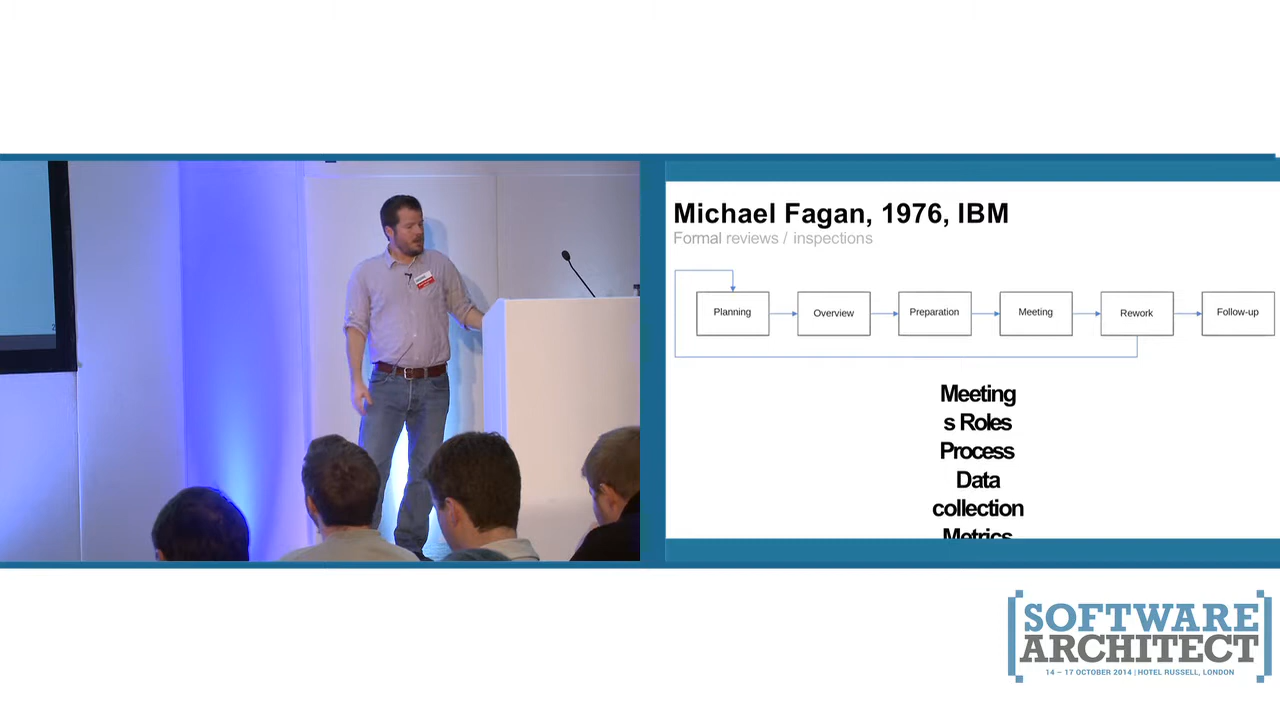 Michael Fagan, 1976, IBM
Formal reviews / inspections
Planning
Overview
Preparation
Meeting
Rework
Follow-up
Meeting
s Roles
Process
Data
collection
Metrics
[SOFTWARE
ARCHITECT]
14 – 17 OCTOBER 2014 | HOTEL RUSSELL, LONDON